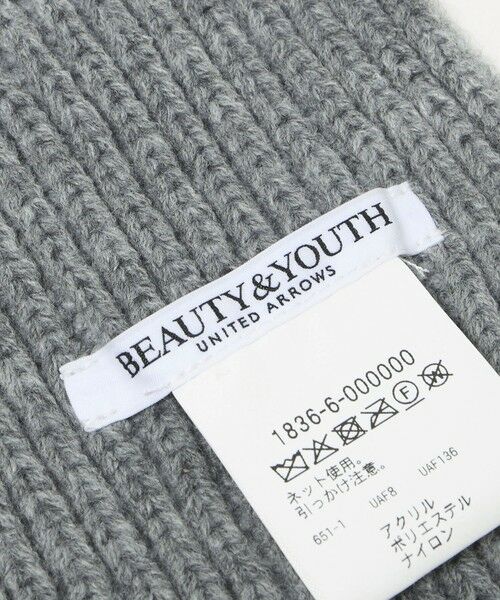 BEAUTY&YOUTH
UNITED ARROWS
1836-6-000000
F
ネット使用。
引っかけ注意。
651-1 UAF8 UAF136
アクリル
ポリエステル
ナイロン